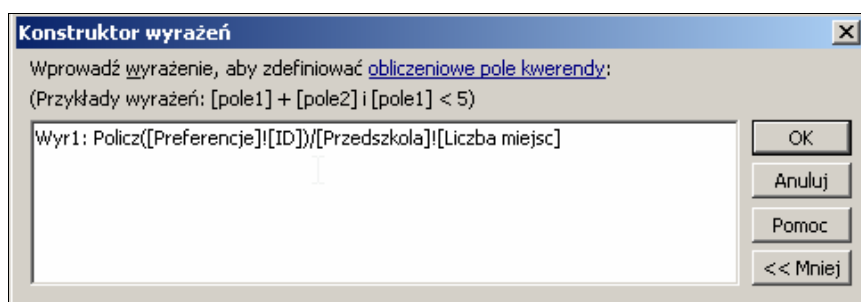 Konstruktor wyrażeń
Wprowadź wyrażenie, aby zdefiniować obliczeniowe pole kwerendy:
(Przykłady wyrażeń: [pole1] + [pole2] i [pole1] < 5)
Wyr1: Policz([Preferencje]![ID])/[Przedszkola]![Liczba miejsc]
OK
Anuluj
Pomoc
<< Mniej